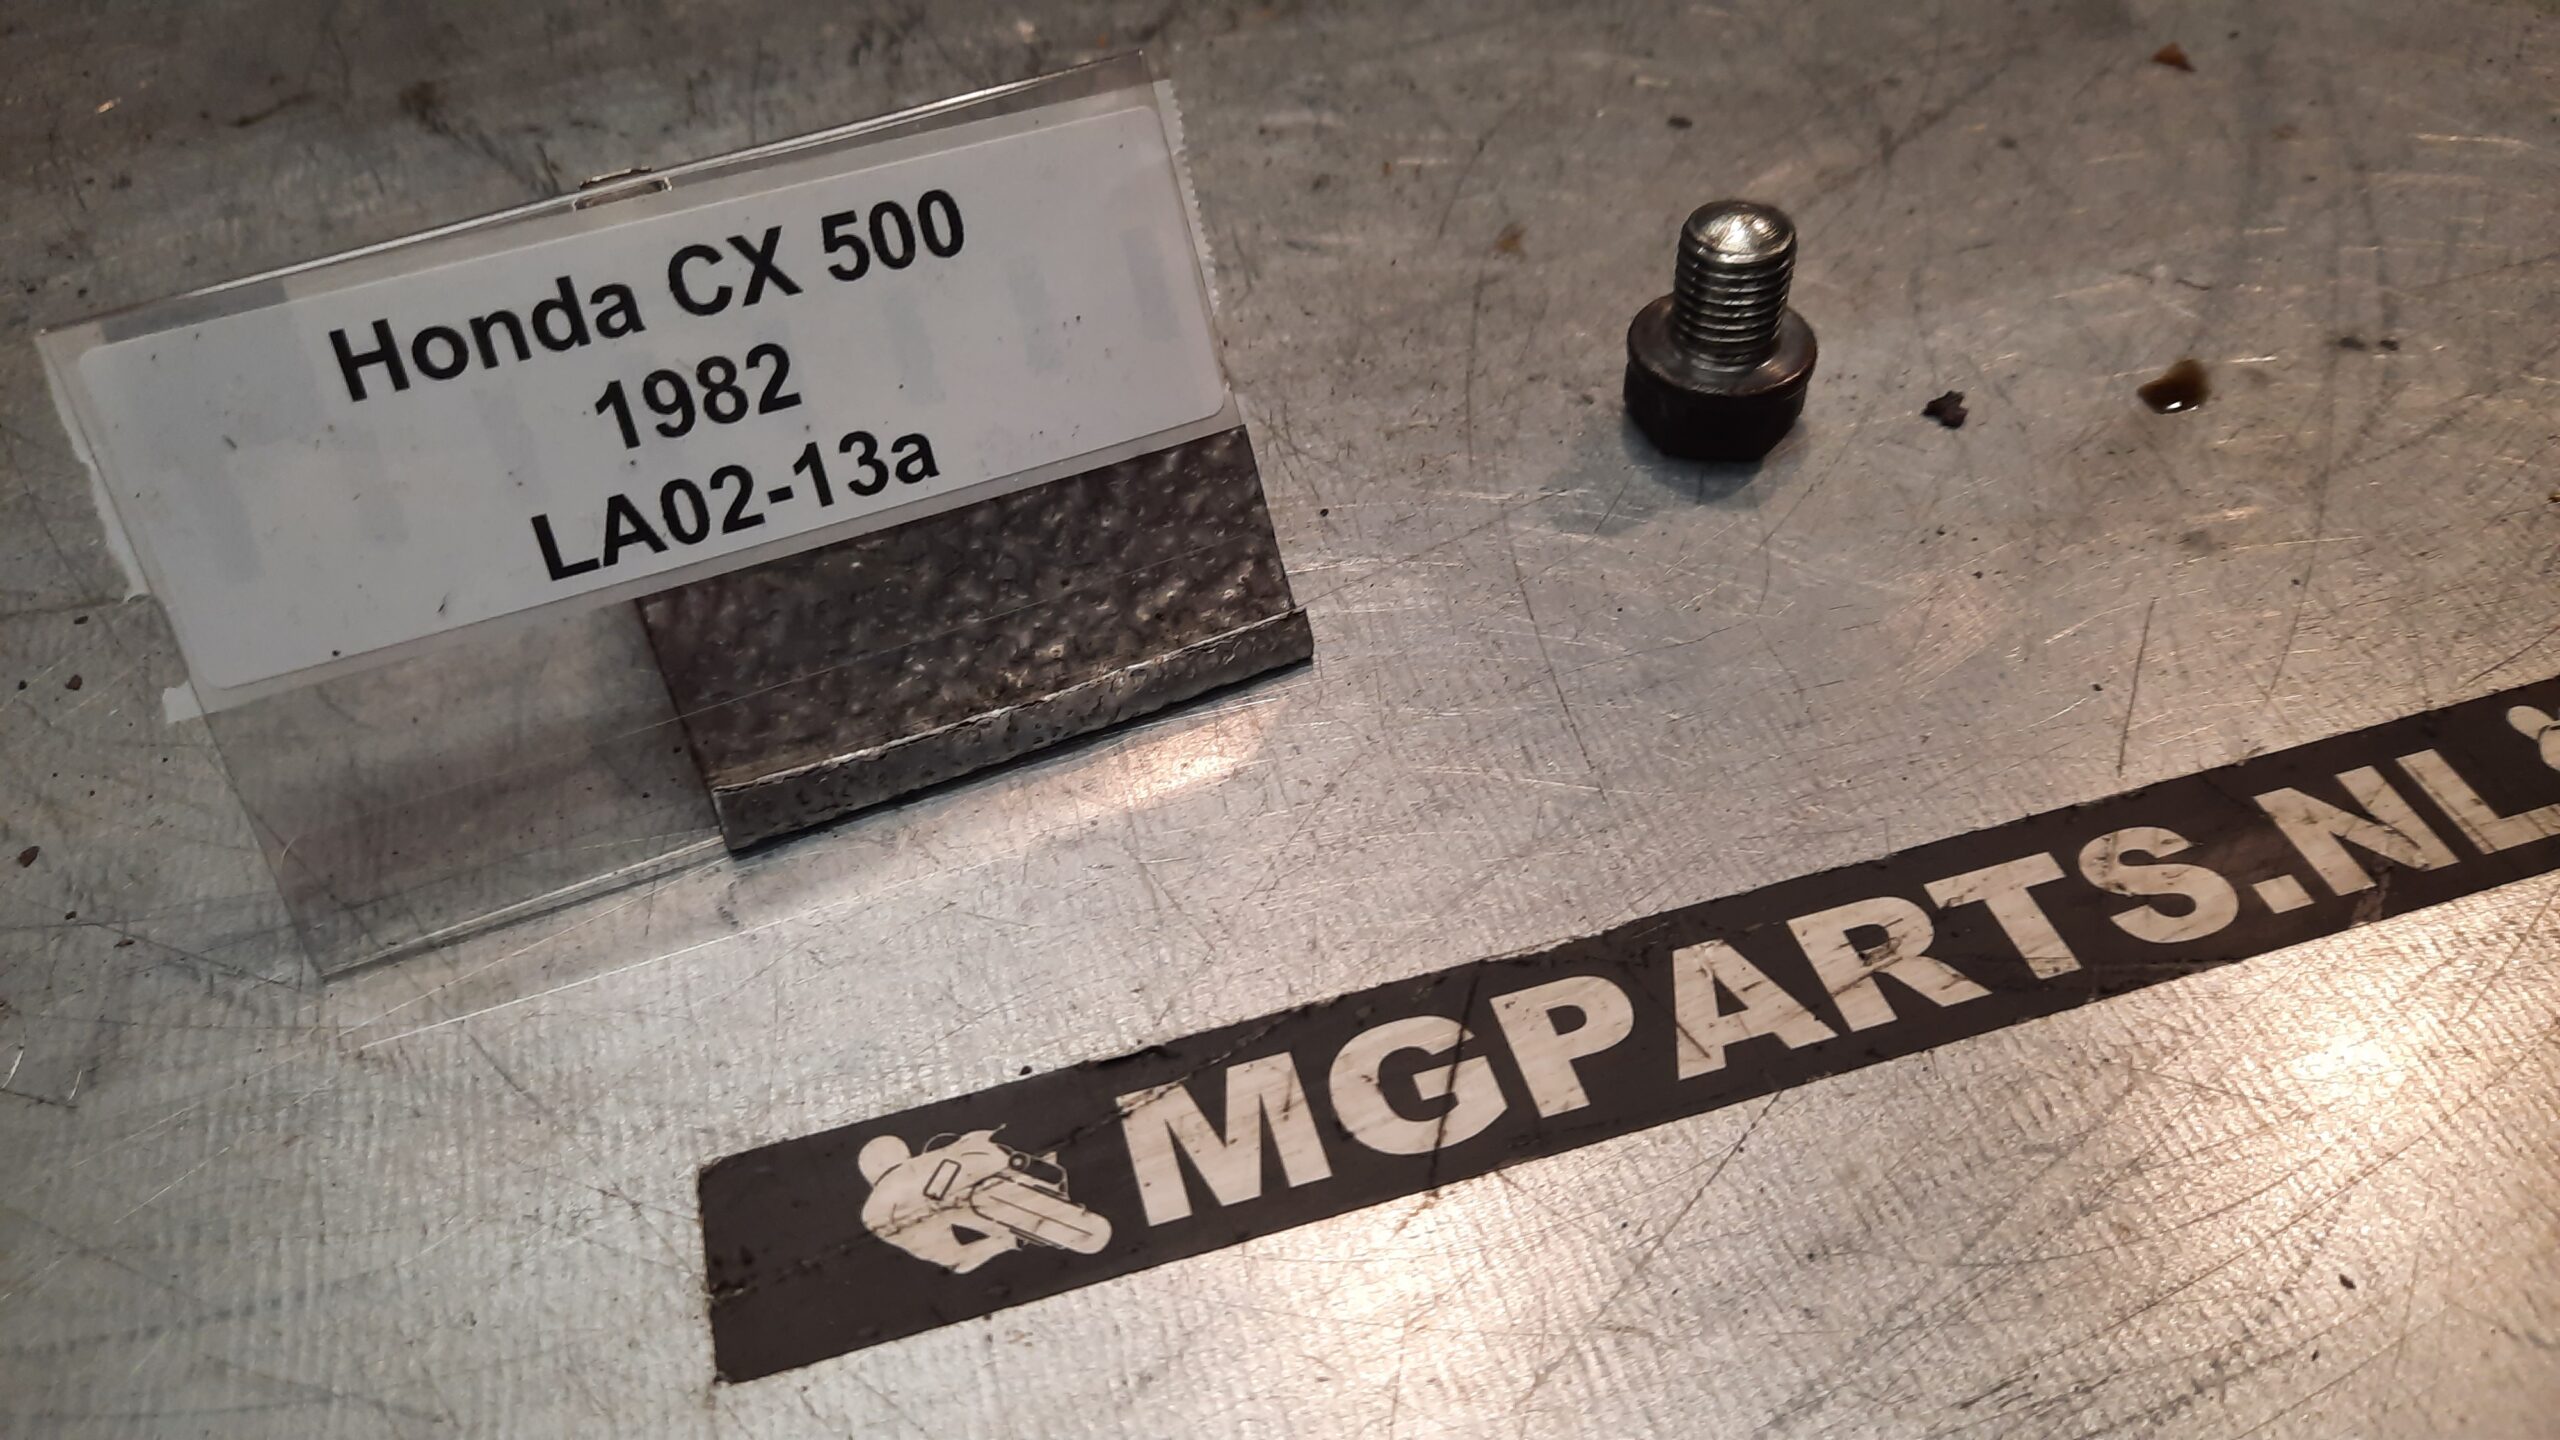 Honda CX 500
1982
LA02-13a
MGPARTS.NL